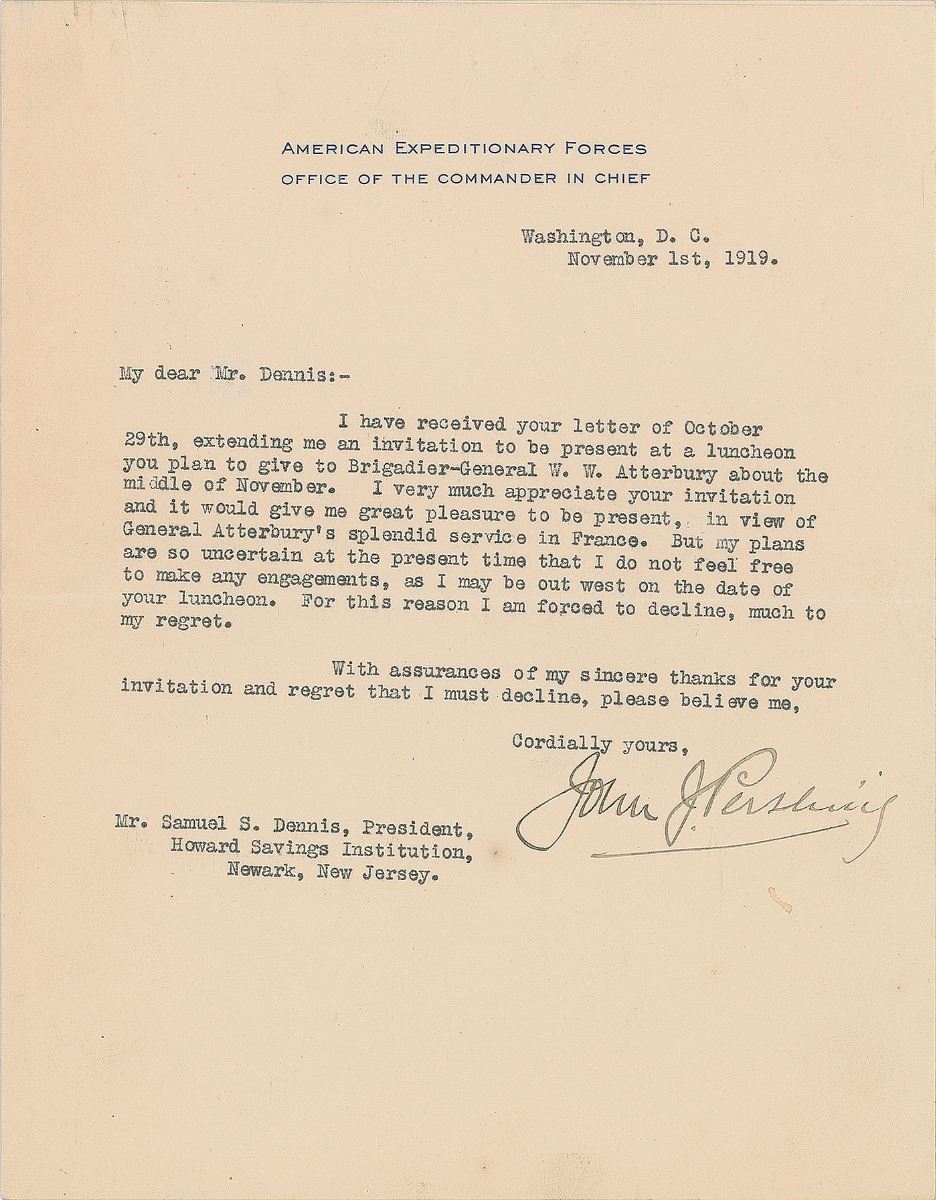 AMERICAN EXPEDITIONARY FORCES
OFFICE OF THE COMMANDER IN CHIEF
Washington, D. C.
November 1st, 1919.
My dear Mr. Dennis:-
I have received your letter of October
29th, extending me an invitation to be present at a luncheon
you plan to give to Brigadier-General W. W. Atterbury about the
middle of November. I very much appreciate your invitation
and it would give me great pleasure to be present, in view of
General Atterbury's splendid service in France. But my plans
are so uncertain at the present time that I do not feel free
to make any engagements, as I may be out west on the date of
your luncheon. For this reason I am forced to decline, much to
my regret.
With assurances of my sincere thanks for your
invitation and regret that I must decline, please believe me,
Cordially yours,
John J. Pershing
Mr. Samuel S. Dennis, President,
Howard Savings Institution,
Newark, New Jersey.